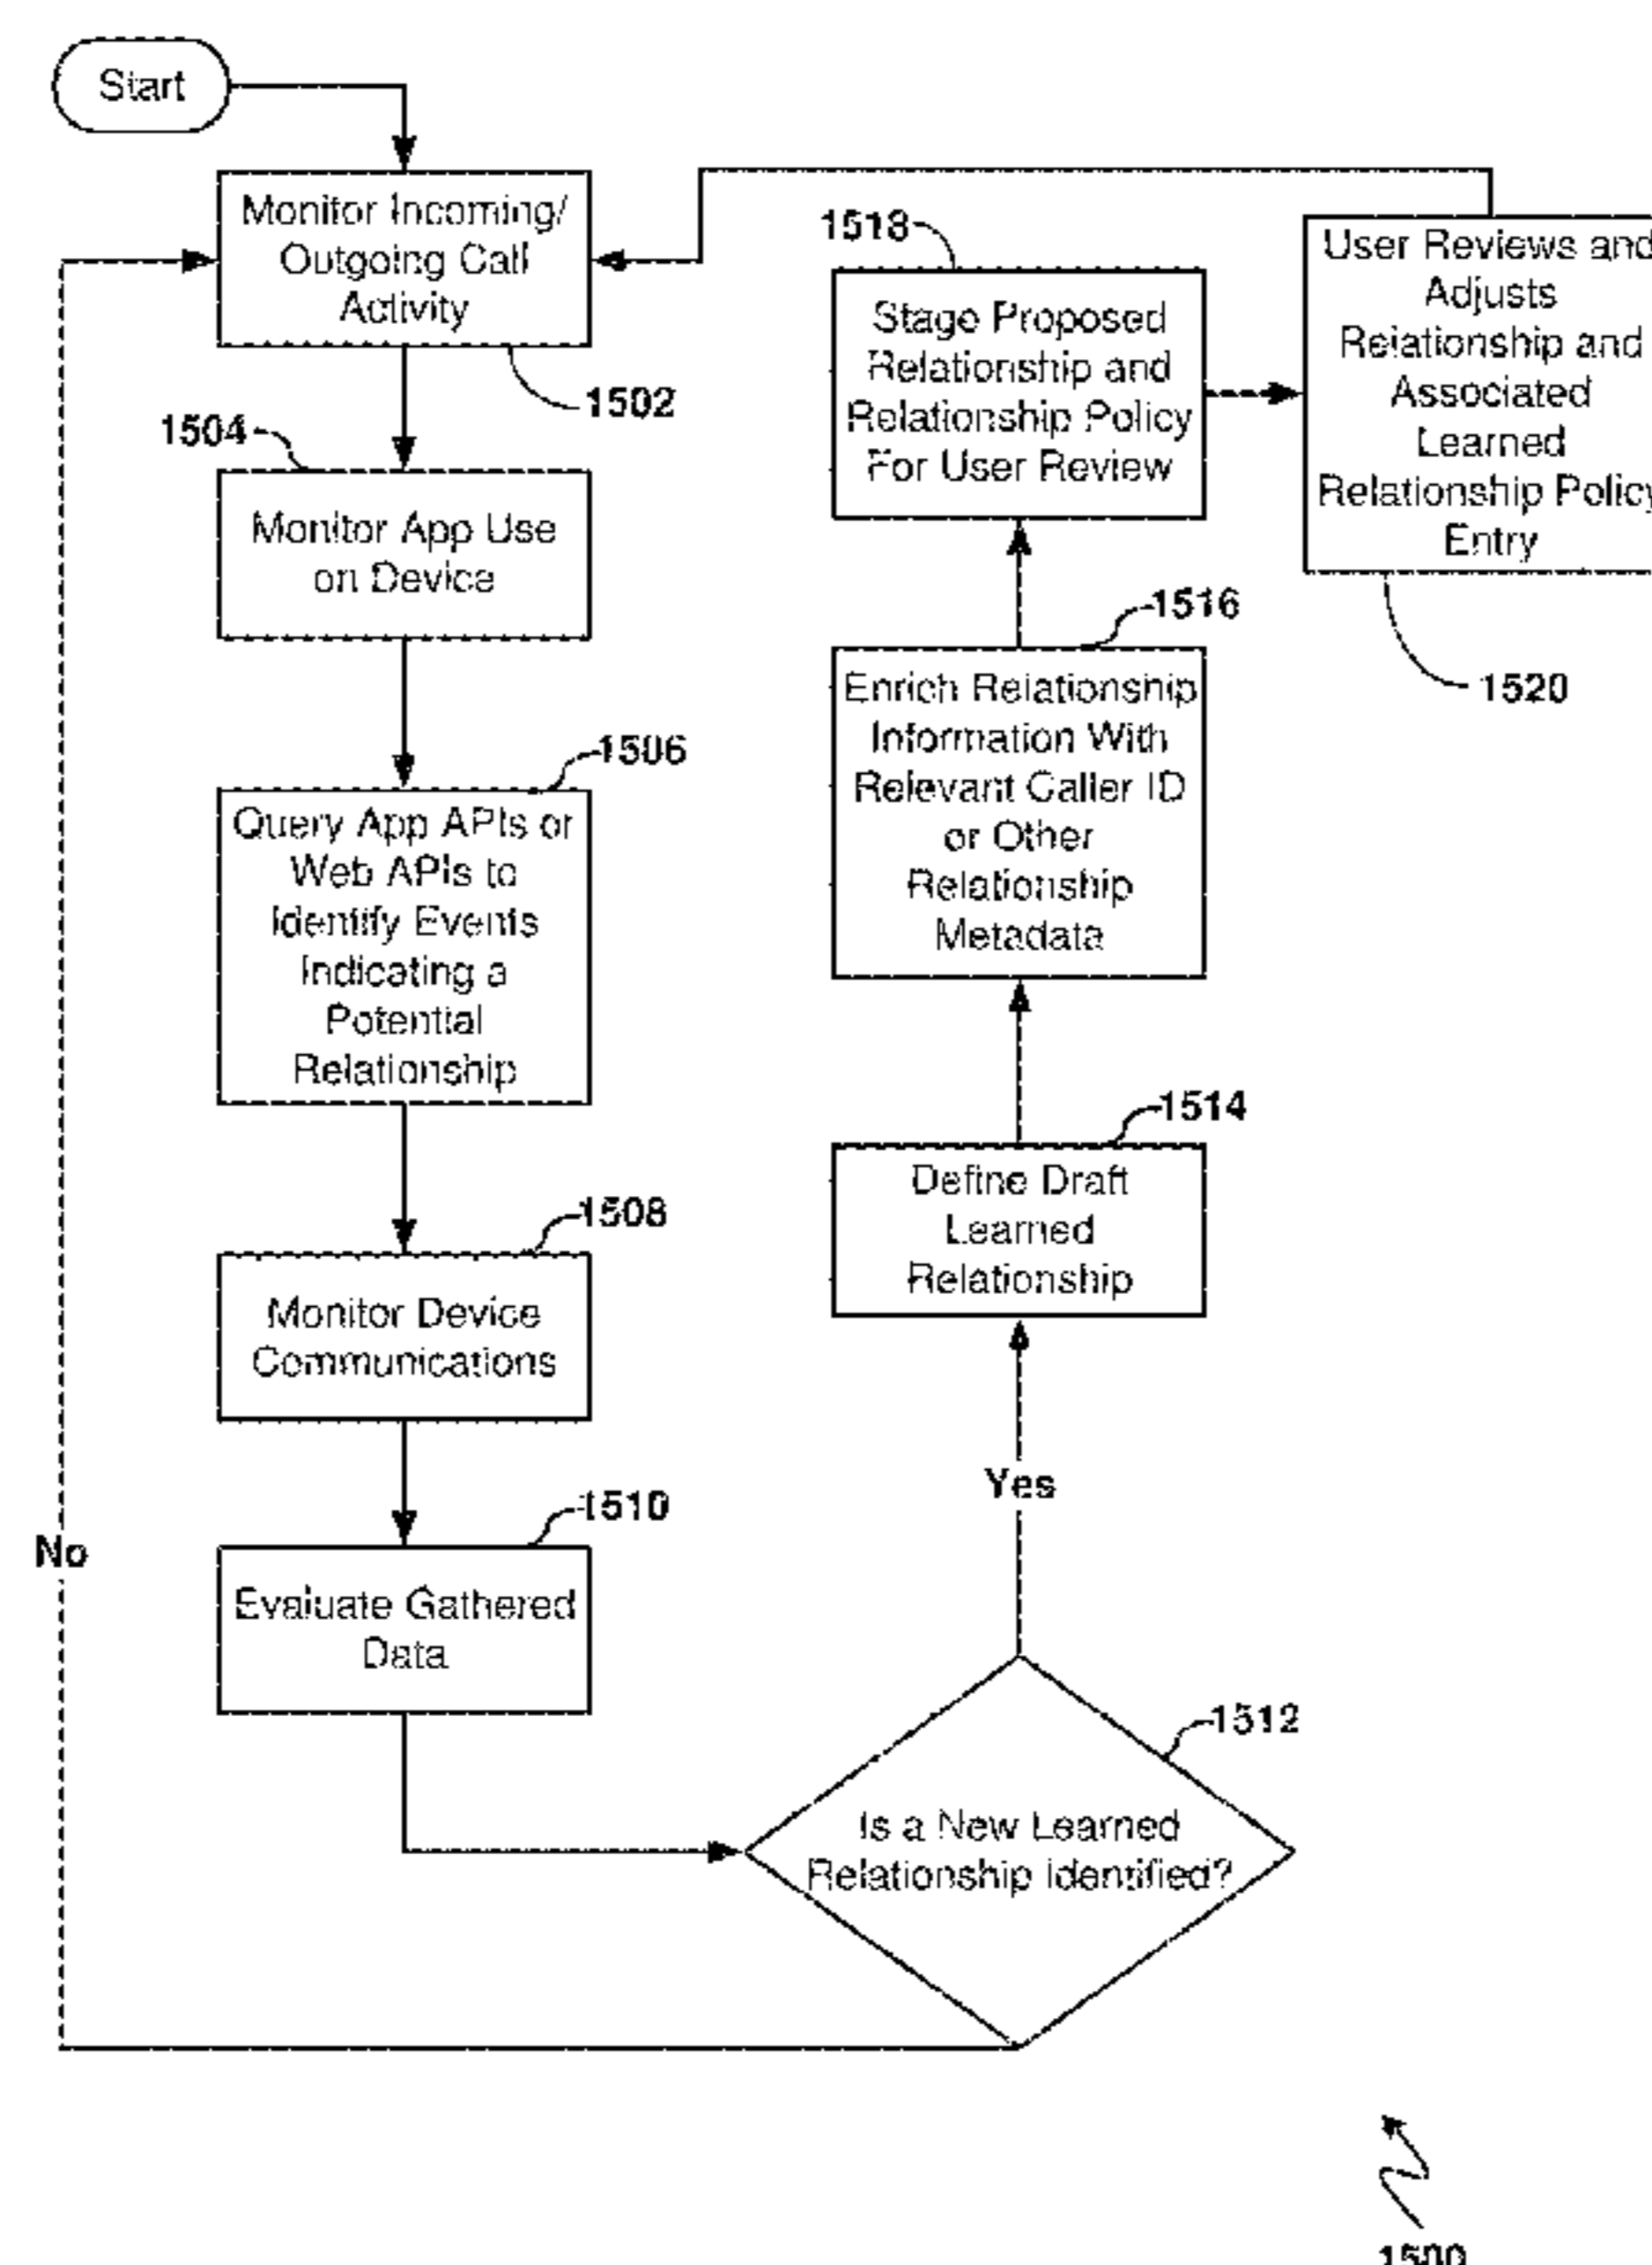 Start
Monitor Incoming/
Outgoing Call
Activity
1502
1504
Monitor App Use
on Device
1506
Query App APIs or
Web APIs to
Identify Events
Indicating a
Potential
Relationship
1508
Monitor Device
Communications
1510
Evaluate Gathered
Data
1512
Is a New Learned
Relationship Identified?
No
Yes
1514
Define Draft
Learned
Relationship
1516
Enrich Relationship
Information With
Relevant Caller ID
or Other
Relationship
Metadata
1518
Stage Proposed
Relationship and
Relationship Policy
For User Review
User Reviews and
Adjusts
Relationship and
Associated
Learned
Relationship Policy
Entry
1520
1500